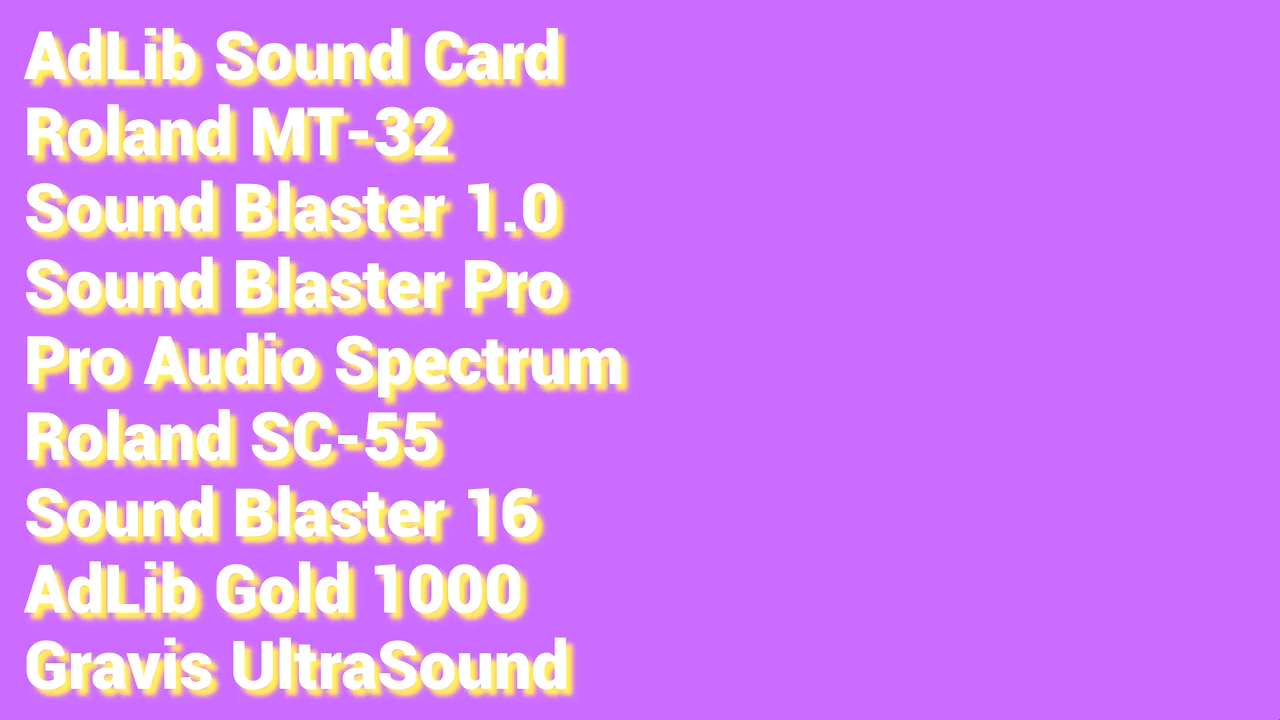 AdLib Sound Card
Roland MT-32
Sound Blaster 1.0
Sound Blaster Pro
Pro Audio Spectrum
Roland SC-55
Sound Blaster 16
AdLib Gold 1000
Gravis UltraSound